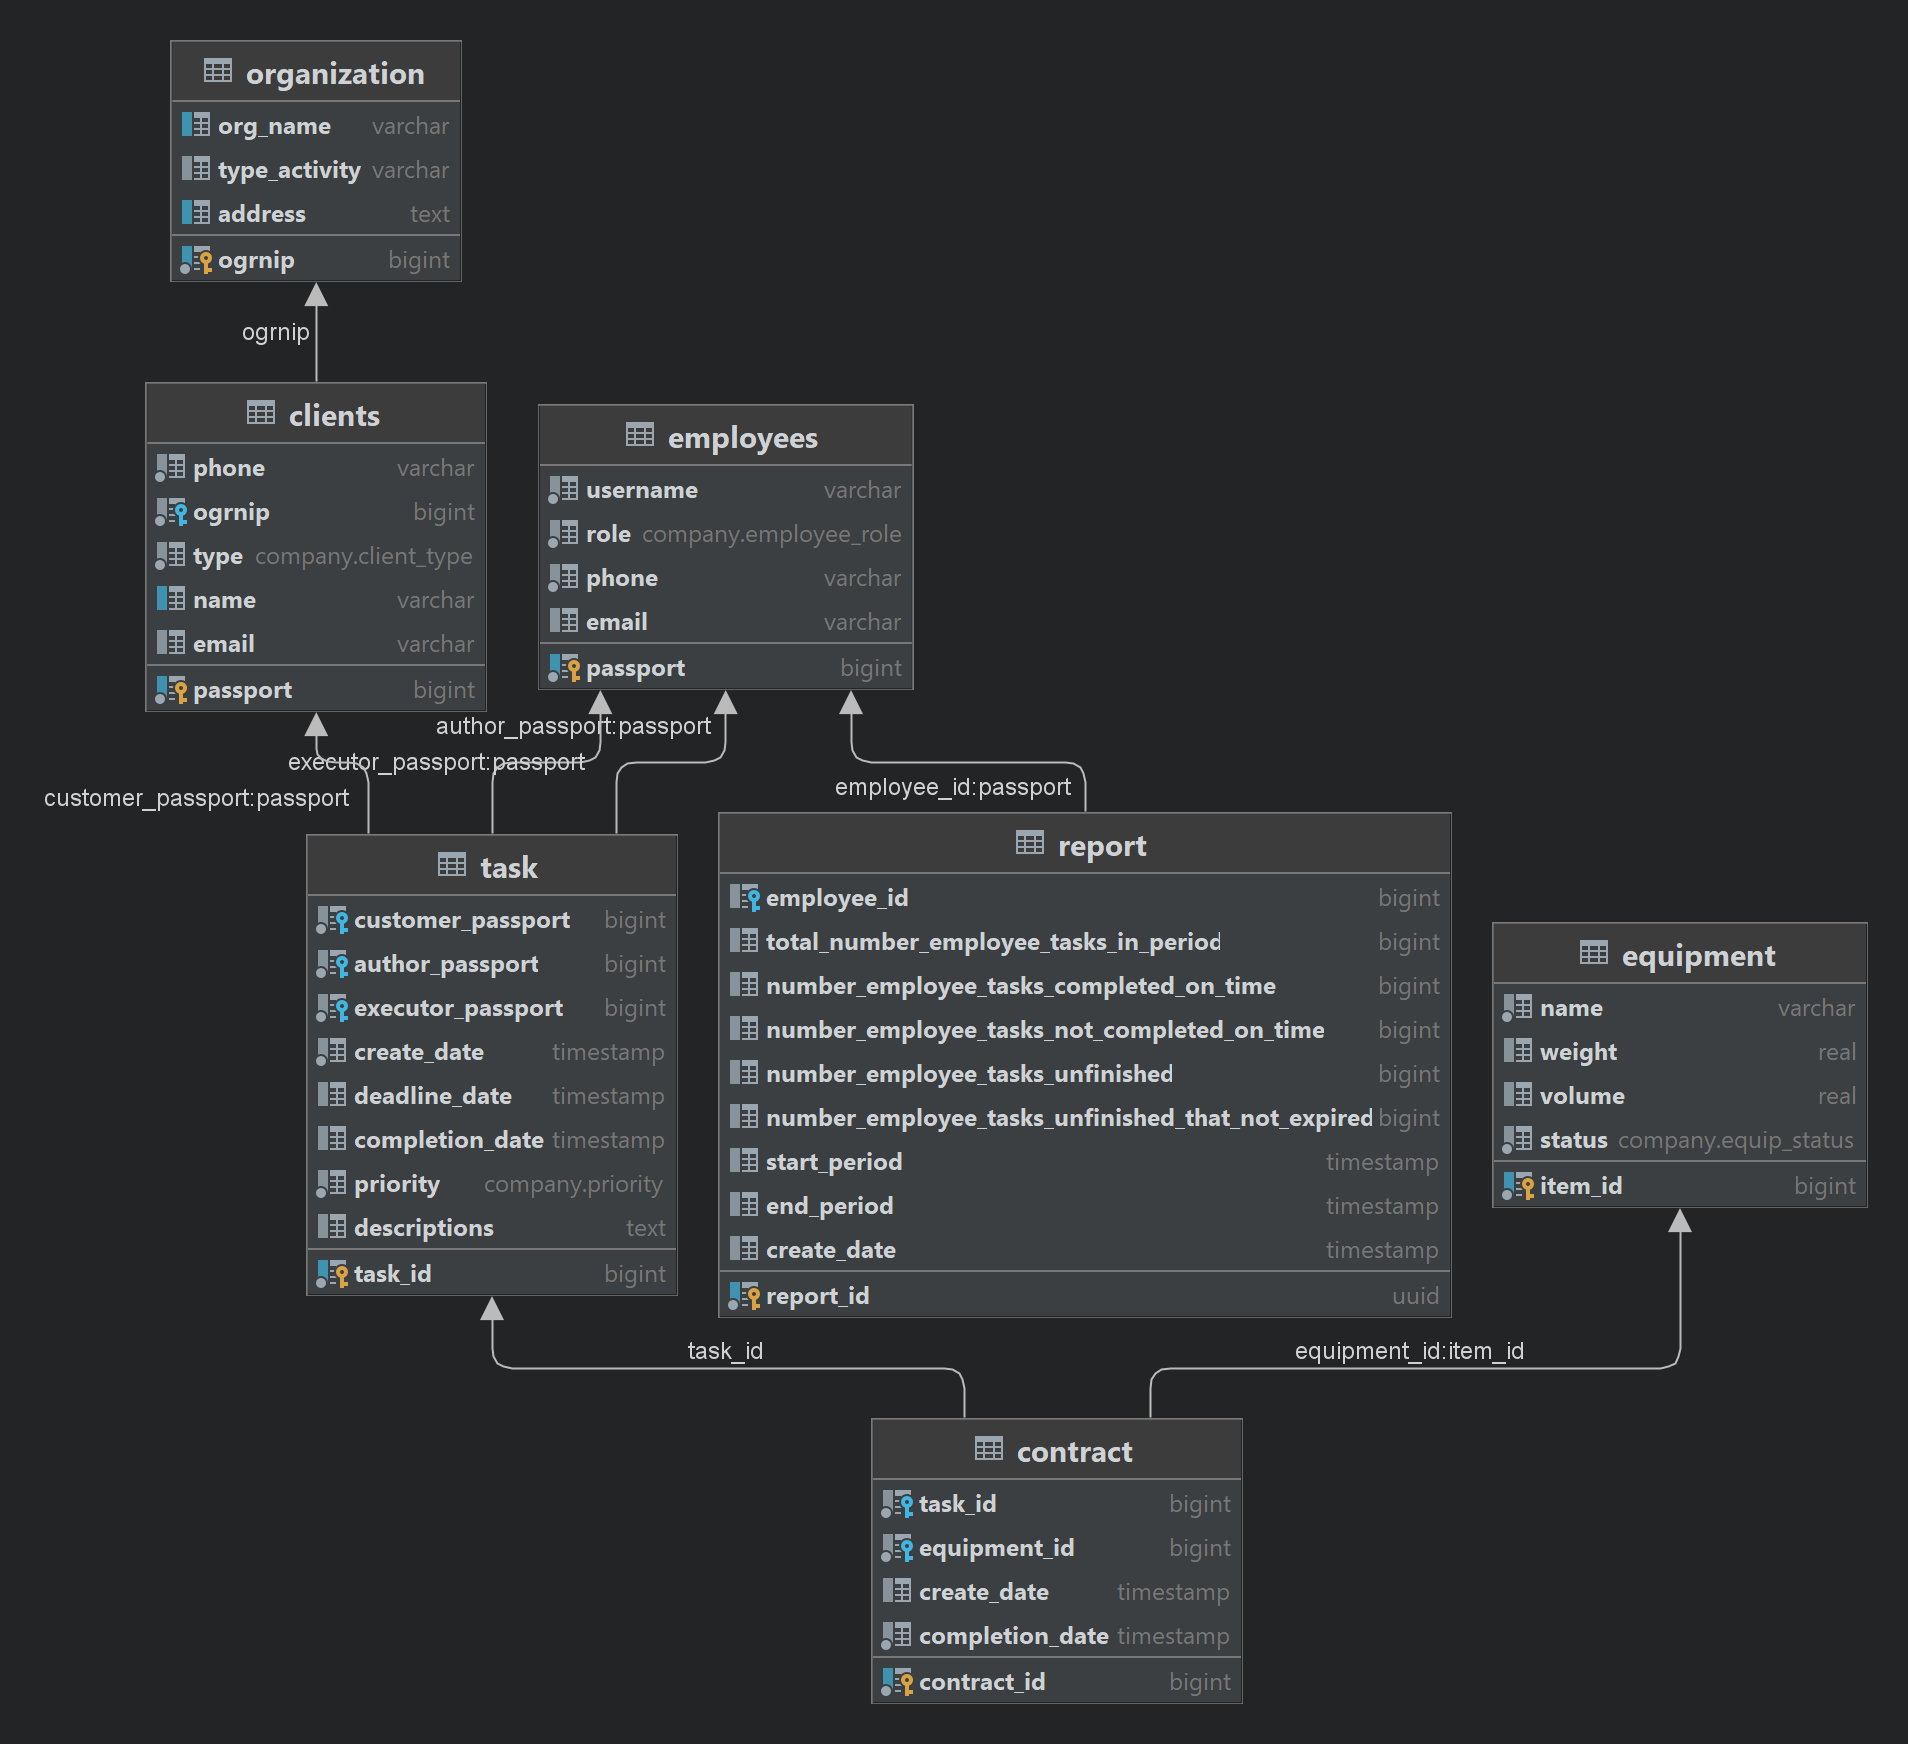 organization
org_name varchar
type_activity varchar
address text
ogrnip bigint
ogrnip
clients
phone varchar
ogrnip bigint
type company.client_type
name varchar
email varchar
passport bigint
employees
username varchar
role company.employee_role
phone varchar
email varchar
passport bigint
author_passport:passport
executor_passport:passport
customer_passport:passport
employee_id:passport
task
customer_passport bigint
author_passport bigint
executor_passport bigint
create_date timestamp
deadline_date timestamp
completion_date timestamp
priority company.priority
descriptions text
task_id bigint
report
employee_id bigint
total_number_employee_tasks_in_period bigint
number_employee_tasks_completed_on_time bigint
number_employee_tasks_not_completed_on_time bigint
number_employee_tasks_unfinished bigint
number_employee_tasks_unfinished_that_not_expired bigint
start_period timestamp
end_period timestamp
create_date timestamp
report_id uuid
equipment
name varchar
weight real
volume real
status company.equip_status
item_id bigint
task_id
equipment_id:item_id
contract
task_id bigint
equipment_id bigint
create_date timestamp
completion_date timestamp
contract_id bigint